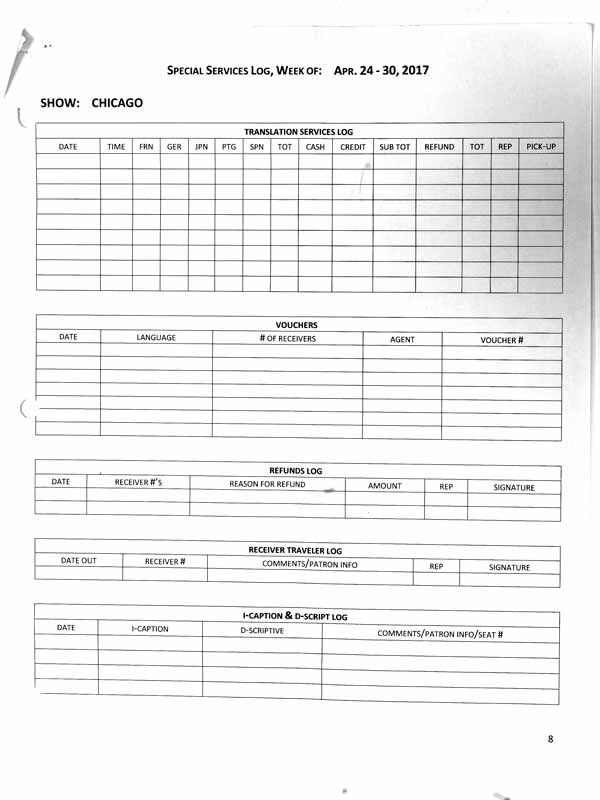 SPECIAL SERVICES LOG, WEEK OF: APR. 24 - 30, 2017
SHOW: CHICAGO
TRANSLATION SERVICES LOG
DATE TIME FRN GER JPN PTG SPN TOT CASH CREDIT SUB TOT REFUND TOT REP PICK-UP
VOUCHERS
DATE LANGUAGE # OF RECEIVERS AGENT VOUCHER #
REFUNDS LOG
DATE RECEIVER #'S REASON FOR REFUND AMOUNT REP SIGNATURE
RECEIVER TRAVELER LOG
DATE OUT RECEIVER # COMMENTS/PATRON INFO REP SIGNATURE
I-CAPTION & D-SCRIPT LOG
DATE I-CAPTION D-SCRIPTIVE COMMENTS/PATRON INFO/SEAT #
8